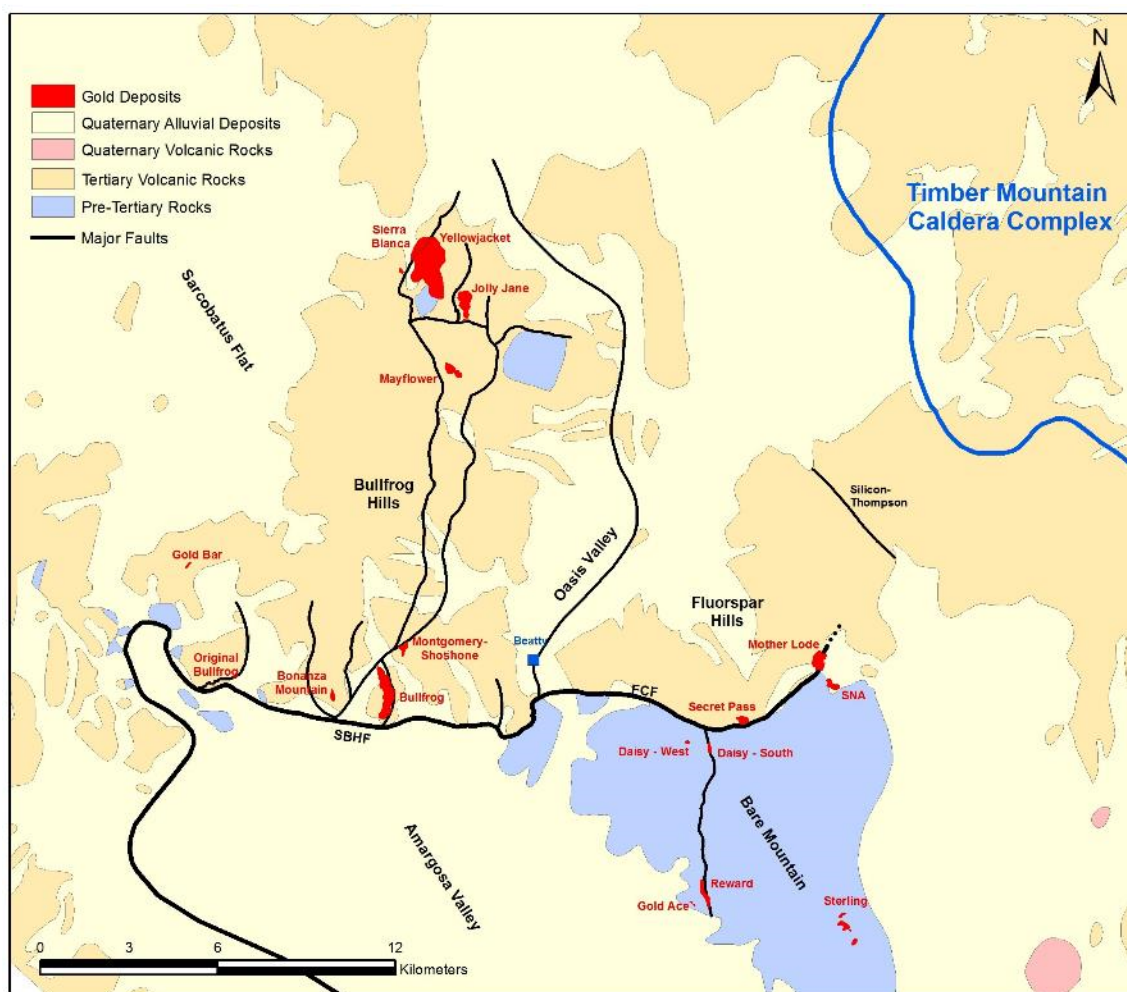 N
Gold Deposits
Quaternary Alluvial Deposits
Quaternary Volcanic Rocks
Tertiary Volcanic Rocks
Pre-Tertiary Rocks
Major Faults
Timber Mountain
Caldera Complex
Sierra
Blanca
Yellowjacket
Jolly Jane
Sarcobatus Flat
Mayflower
Bullfrog
Hills
Silicon-
Thompson
Gold Bar
Oasis Valley
Fluorspar
Hills
Montgomery-
Shoshone
Beatty
Mother Lode
Original
Bullfrog
Bonanza
Mountain
Bullfrog
FCF
SNA
Secret Pass
SBHF
Daisy - West
Daisy - South
Bare Mountain
Amargosa Valley
Reward
Gold Ace
Sterling
0 3 6 12
Kilometers